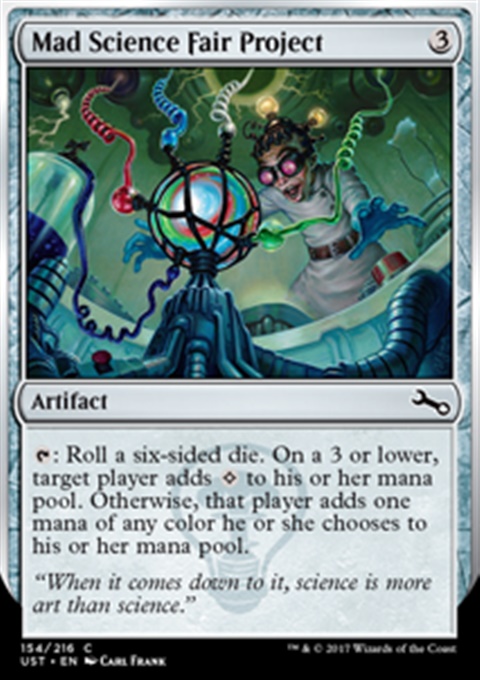 Mad Science Fair Project 3
Artifact
: Roll a six-sided die. On a 3 or lower,
target player adds to his or her mana
pool. Otherwise, that player adds one
mana of any color he or she chooses to
his or her mana pool.
“When it comes down to it, science is more
art than science.”
154/216 C
UST • EN Carl Frank
™ & © 2017 Wizards of the Coast